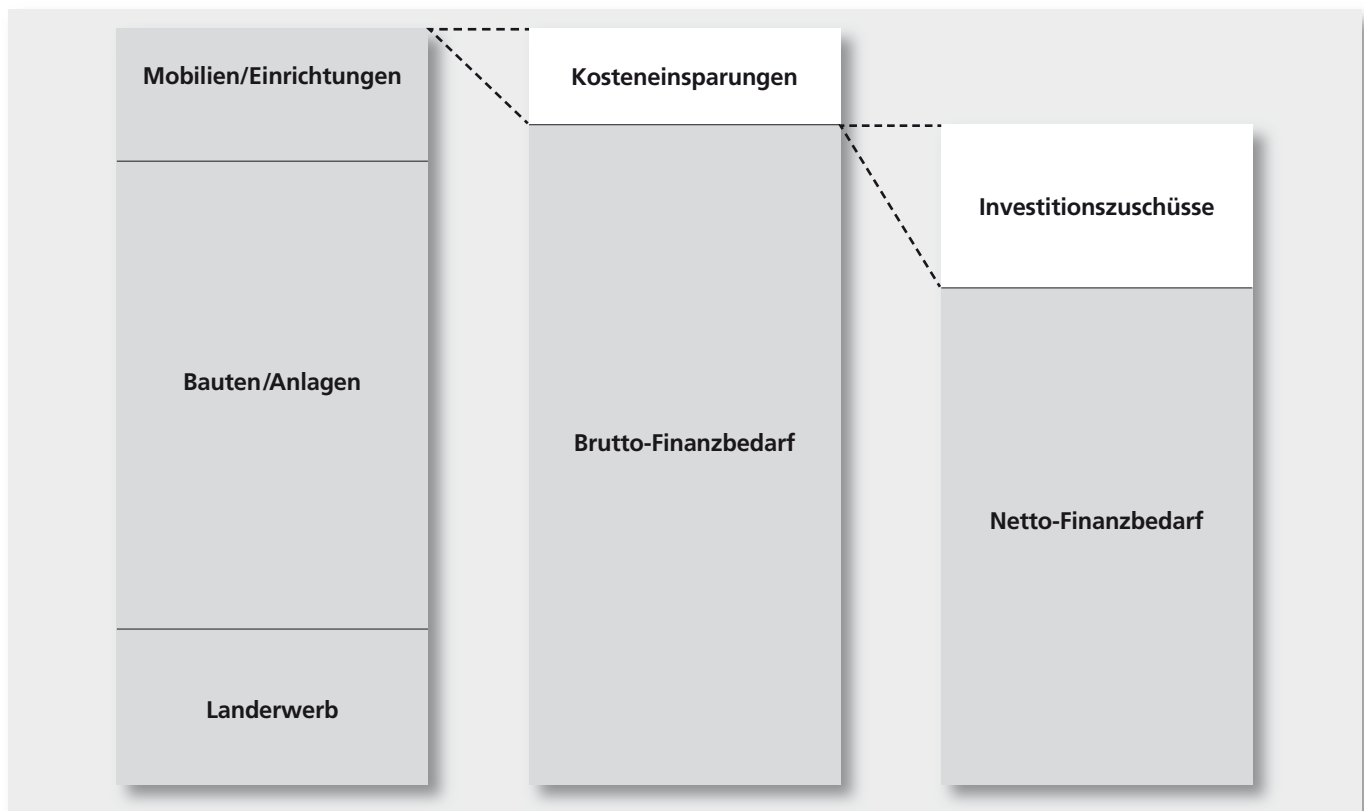 Mobilien/Einrichtungen
Bauten/Anlagen
Landerwerb
Kosteneinsparungen
Brutto-Finanzbedarf
Investitionszuschüsse
Netto-Finanzbedarf